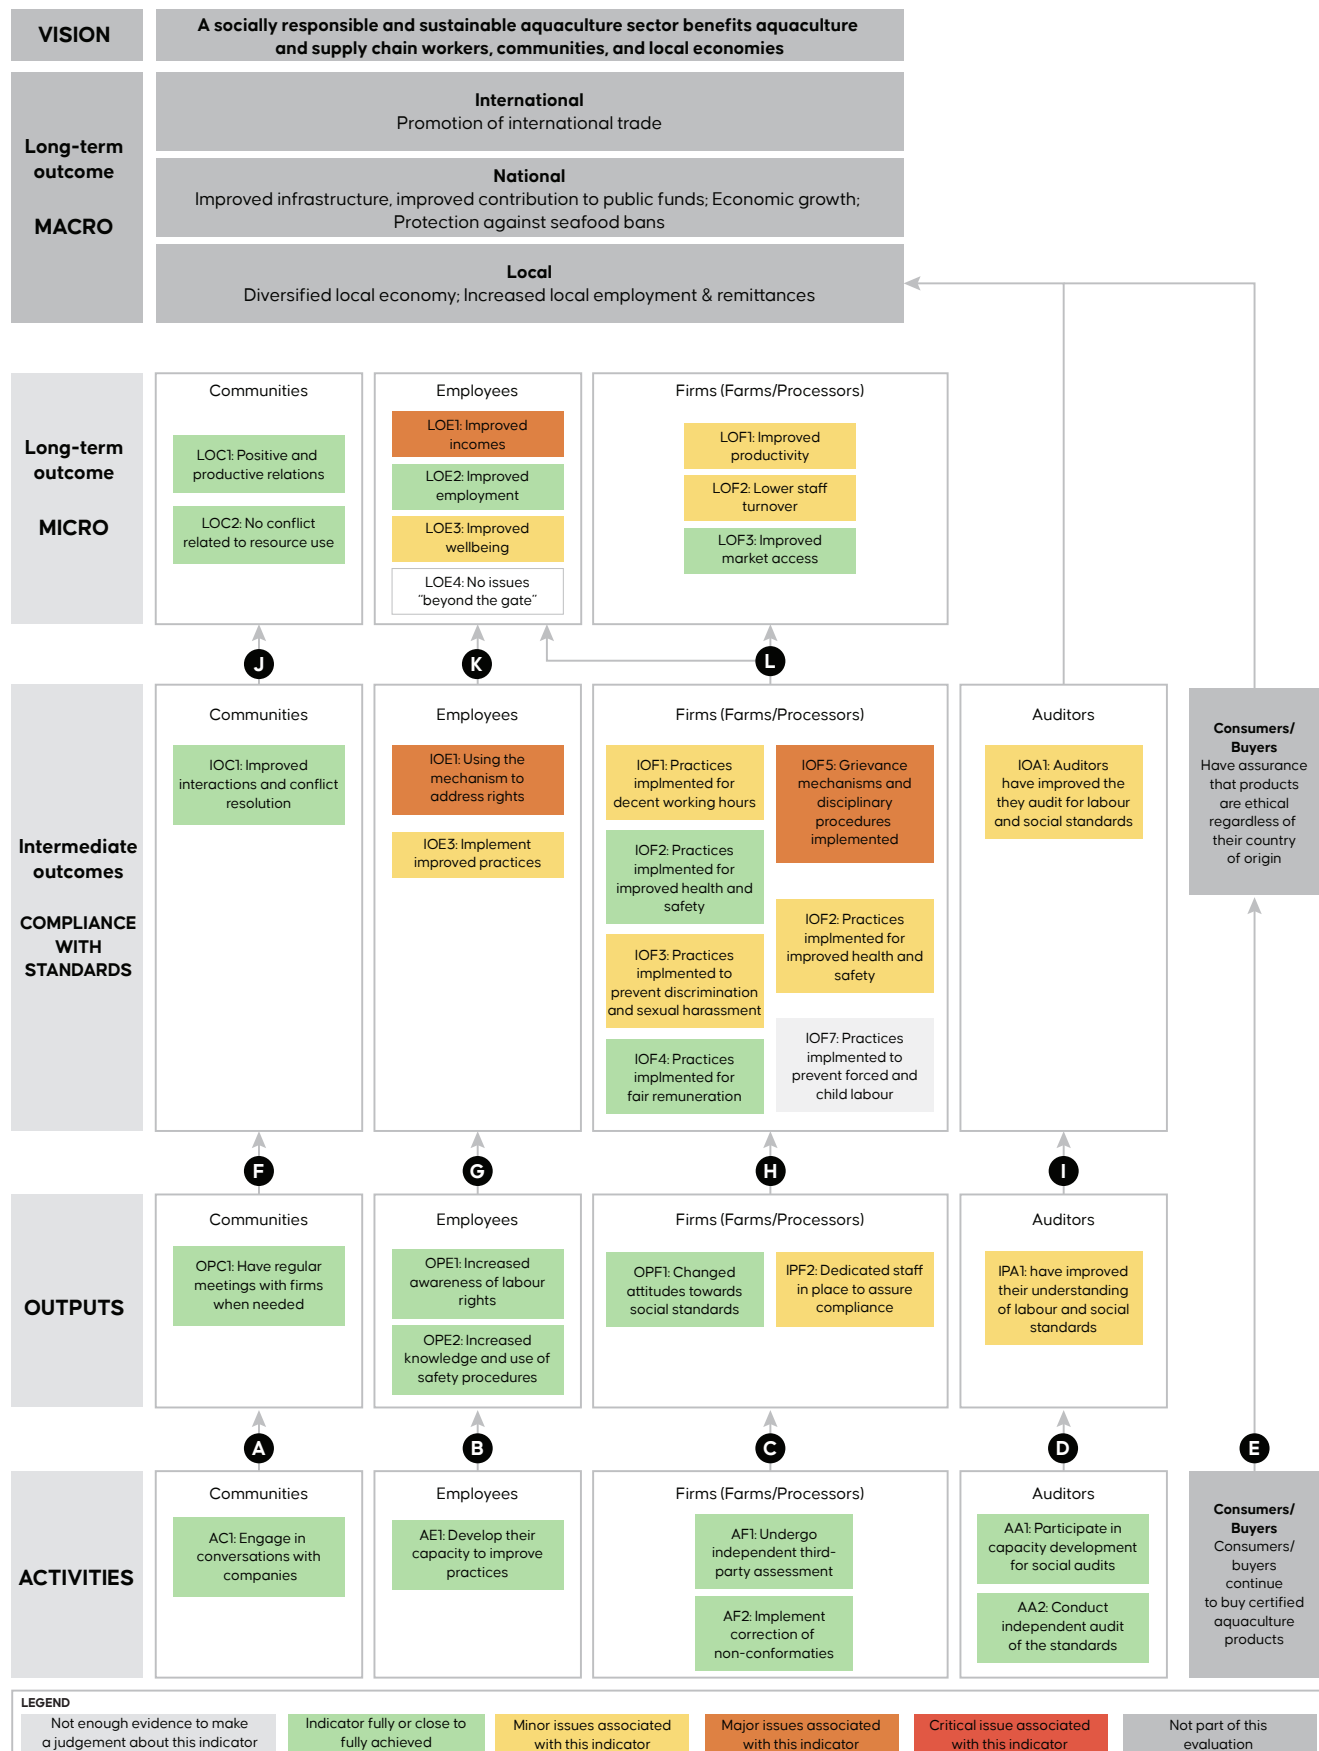 VISION
A socially responsible and sustainable aquaculture sector benefits aquaculture
and supply chain workers, communities, and local economies
Long-term
outcome
MACRO
International
Promotion of international trade
National
Improved infrastructure, improved contribution to public funds; Economic growth;
Protection against seafood bans
Local
Diversified local economy; Increased local employment & remittances
Long-term
outcome
MICRO
Communities
LOC1: Positive and
productive relations
LOC2: No conflict
related to resource use
Employees
LOE1: Improved
incomes
LOE2: Improved
employment
LOE3: Improved
wellbeing
LOE4: No issues
“beyond the gate”
Firms (Farms/Processors)
LOF1: Improved
productivity
LOF2: Lower staff
turnover
LOF3: Improved
market access
J
K
L
Intermediate
outcomes
COMPLIANCE
WITH
STANDARDS
Communities
IOC1: Improved
interactions and conflict
resolution
Employees
IOE1: Using the
mechanism to
address rights
IOE3: Implement
improved practices
Firms (Farms/Processors)
IOF1: Practices
implmented for
decent working hours
IOF2: Practices
implmented for
improved health and
safety
IOF3: Practices
implmented to
prevent discrimination
and sexual harassment
IOF4: Practices
implmented for
fair remuneration
IOF5: Grievance
mechanisms and
disciplinary
procedures
implemented
IOF2: Practices
implmented for
improved health and
safety
IOF7: Practices
implmented to
prevent forced and
child labour
Auditors
IOA1: Auditors
have improved the
they audit for labour
and social standards
Consumers/
Buyers
Have assurance
that products
are ethical
regardless of
their country
of origin
F
G
H
I
OUTPUTS
Communities
OPC1: Have regular
meetings with firms
when needed
Employees
OPE1: Increased
awareness of labour
rights
OPE2: Increased
knowledge and use of
safety procedures
Firms (Farms/Processors)
OPF1: Changed
attitudes towards
social standards
IPF2: Dedicated staff
in place to assure
compliance
Auditors
IPA1: have improved
their understanding
of labour and social
standards
A
B
C
D
E
ACTIVITIES
Communities
AC1: Engage in
conversations with
companies
Employees
AE1: Develop their
capacity to improve
practices
Firms (Farms/Processors)
AF1: Undergo
independent third-
party assessment
AF2: Implement
correction of
non-conformaties
Auditors
AA1: Participate in
capacity development
for social audits
AA2: Conduct
independent audit
of the standards
Consumers/
Buyers
Consumers/
buyers
continue
to buy certified
aquaculture
products
LEGEND
Not enough evidence to make
a judgement about this indicator
Indicator fully or close to
fully achieved
Minor issues associated
with this indicator
Major issues associated
with this indicator
Critical issue associated
with this indicator
Not part of this
evaluation